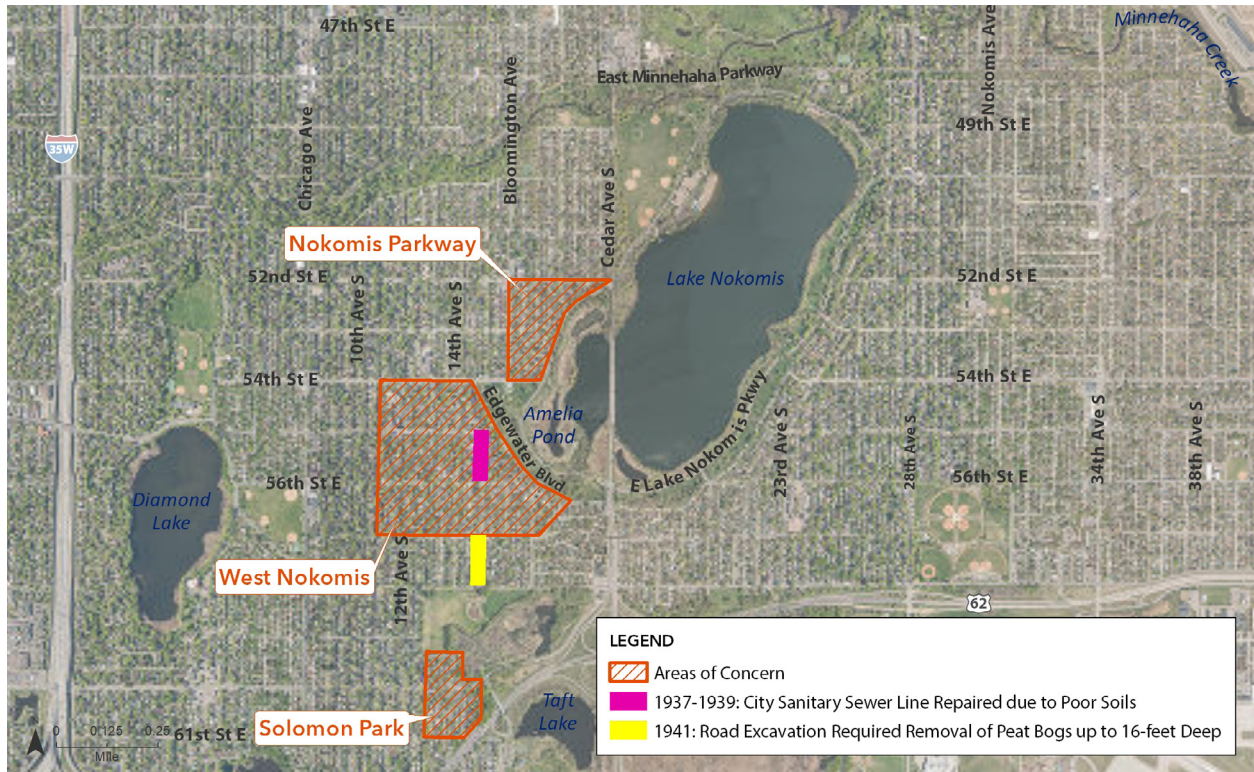 47th St E
Minnehaha Creek
East Minnehaha Parkway
Nokomis Ave
Bloomington Ave
Chicago Ave
49th St E
35W
Cedar Ave S
Nokomis Parkway
52nd St E
Lake Nokomis
52nd St E
10th Ave S
14th Ave S
54th St E
54th St E
Edgewater Blvd
Amelia
Pond
E Lake Nokomis Pkwy
23rd Ave S
28th Ave S
34th Ave S
38th Ave S
56th St E
56th St E
Diamond
Lake
West Nokomis
12th Ave S
62
LEGEND
Areas of Concern
1937-1939: City Sanitary Sewer Line Repaired due to Poor Soils
1941: Road Excavation Required Removal of Peat Bogs up to 16-feet Deep
Taft
Lake
Solomon Park
61st St E
0 0.125 0.25
Mile